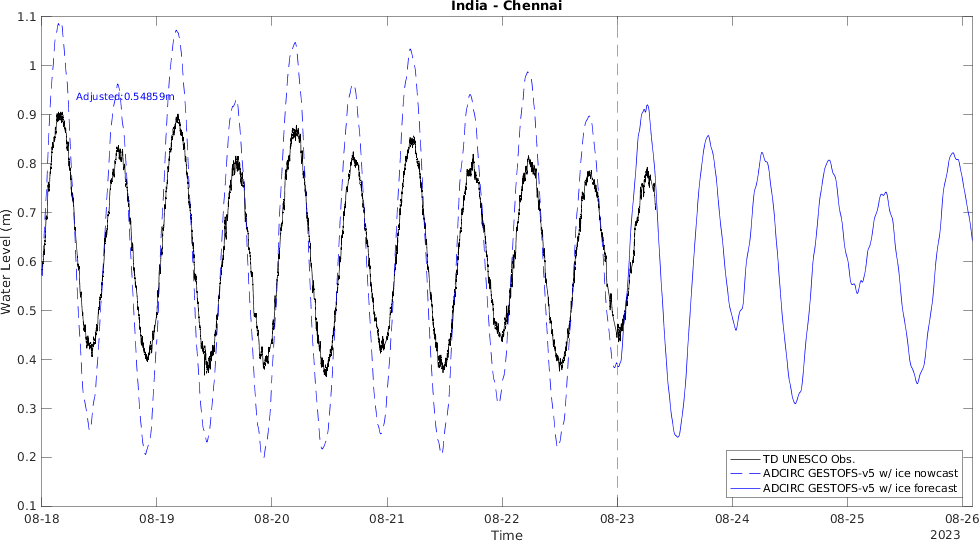 India - Chennai
1.1
1
0.9
0.8
0.7
0.6
0.5
0.4
0.3
0.2
0.1
Water Level (m)
Adjusted:0.54859m
TD UNESCO Obs.
ADCIRC GESTOFS-v5 w/ ice nowcast
ADCIRC GESTOFS-v5 w/ ice forecast
08-18 08-19 08-20 08-21 08-22 08-23 08-24 08-25 08-26
Time
2023